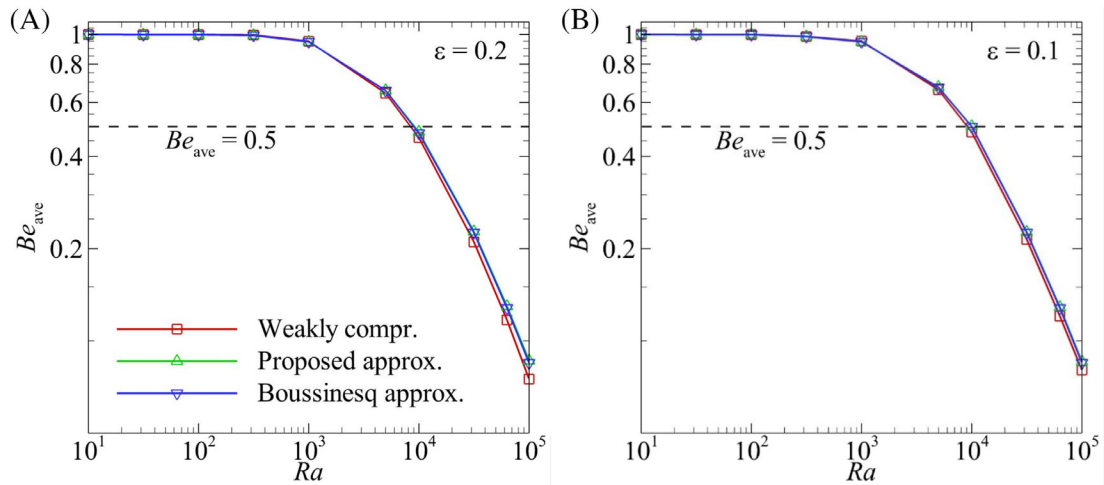 (A)
1
0.8
0.6
0.4
0.2
Be_ave
ε = 0.2
Be_ave = 0.5
Weakly compr.
Proposed approx.
Boussinesq approx.
10^1 10^2 10^3 10^4 10^5
Ra
(B)
1
0.8
0.6
0.4
0.2
Be_ave
ε = 0.1
Be_ave = 0.5
10^1 10^2 10^3 10^4 10^5
Ra